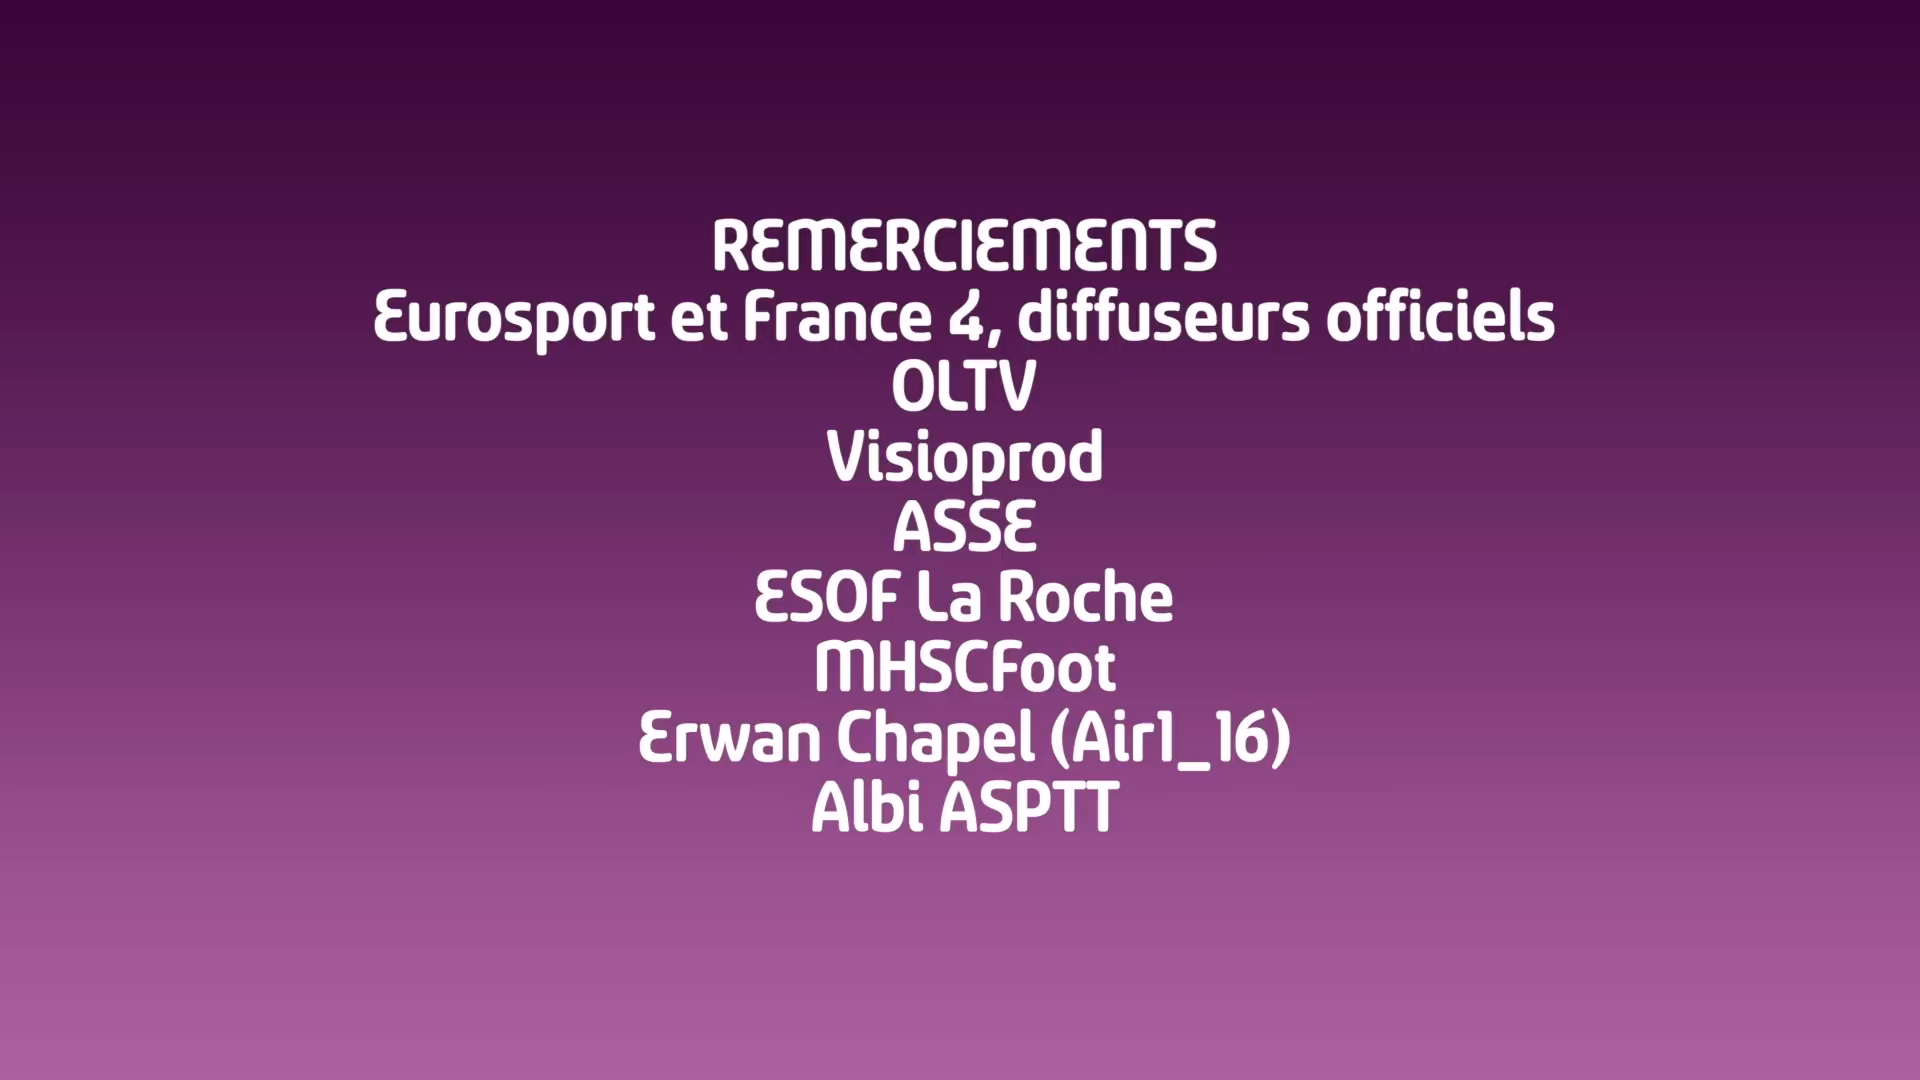 REMERCIEMENTS
Eurosport et France 4, diffuseurs officiels
OLTV
Visioprod
ASSE
ESOF La Roche
MHSCFoot
Erwan Chapel (Air1_16)
Albi ASPTT